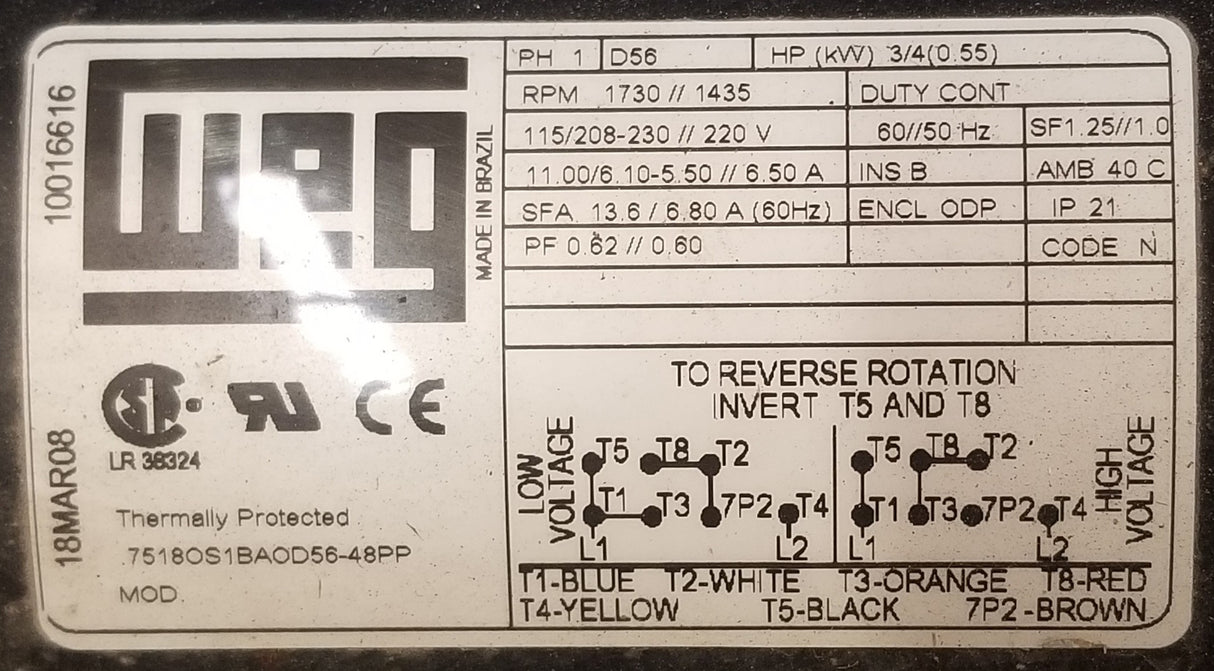 10016616
18MAR08
WEG
MADE IN BRAZIL
LR 38324
Thermally Protected
.75180S1BAOD56-48PP
MOD.
PH 1 D56 HP (kW) 3/4(0.55)
RPM 1730 // 1435 DUTY CONT
115/208-230 // 220 V 60//50 Hz SF1.25//1.0
11.00/6.10-5.50 // 6.50 A INS B AMB 40 C
SFA 13.6 / 6.80 A (60Hz) ENCL ODP IP 21
PF 0.62 // 0.60 CODE N
TO REVERSE ROTATION
INVERT T5 AND T8
LOW VOLTAGE
T5 T8 T2
T1 T3 7P2 T4
L1 L2
T5 T8 T2
T1 T3 7P2 T4
L1 L2
HIGH VOLTAGE
T1-BLUE T2-WHITE T3-ORANGE T8-RED
T4-YELLOW T5-BLACK 7P2-BROWN